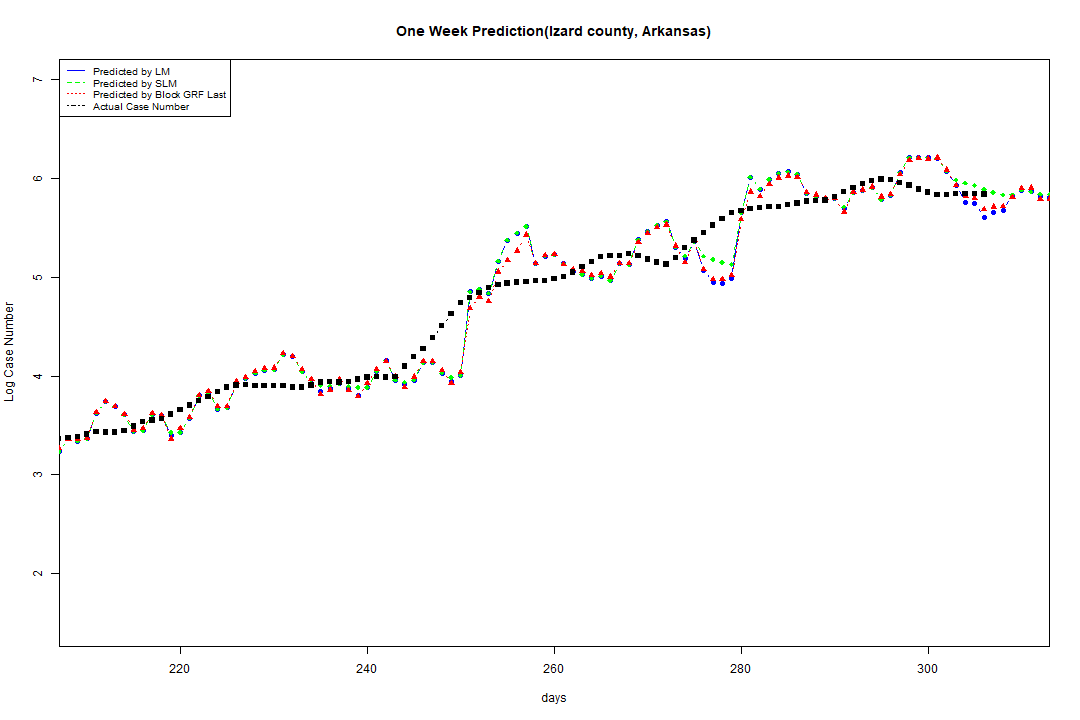 One Week Prediction(Izard county, Arkansas)
Predicted by LM
Predicted by SLM
Predicted by Block GRF Last
Actual Case Number
7
6
5
4
3
2
Log Case Number
220 240 260 280 300
days